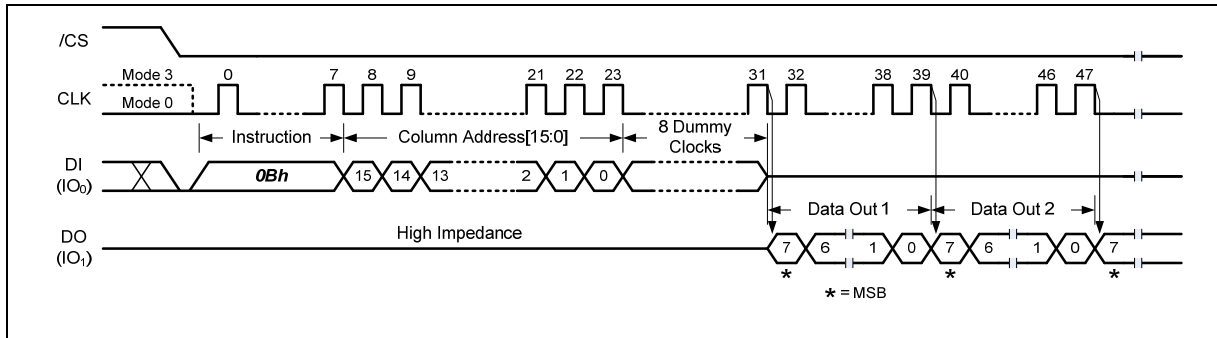 /CS
Mode 3
0 7 8 9 21 22 23 31 32 38 39 40 46 47
CLK
Mode 0
Instruction
Column Address[15:0]
8 Dummy
Clocks
DI
(IO₀)
0Bh
15 14 13 2 1 0
Data Out 1
Data Out 2
High Impedance
DO
(IO₁)
7 6 1 0 7 6 1 0 7
* * *
* = MSB